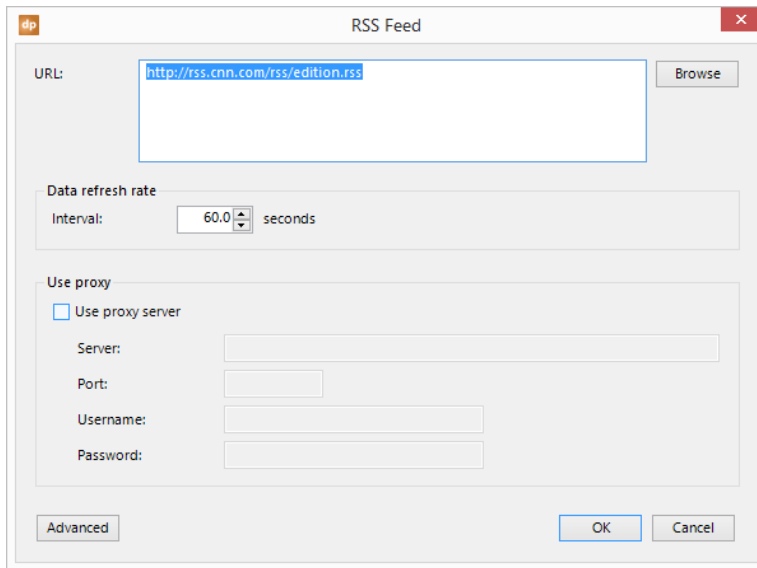 dp RSS Feed
URL: http://rss.cnn.com/rss/edition.rss Browse
Data refresh rate
Interval: 60.0 seconds
Use proxy
Use proxy server
Server:
Port:
Username:
Password:
Advanced OK Cancel